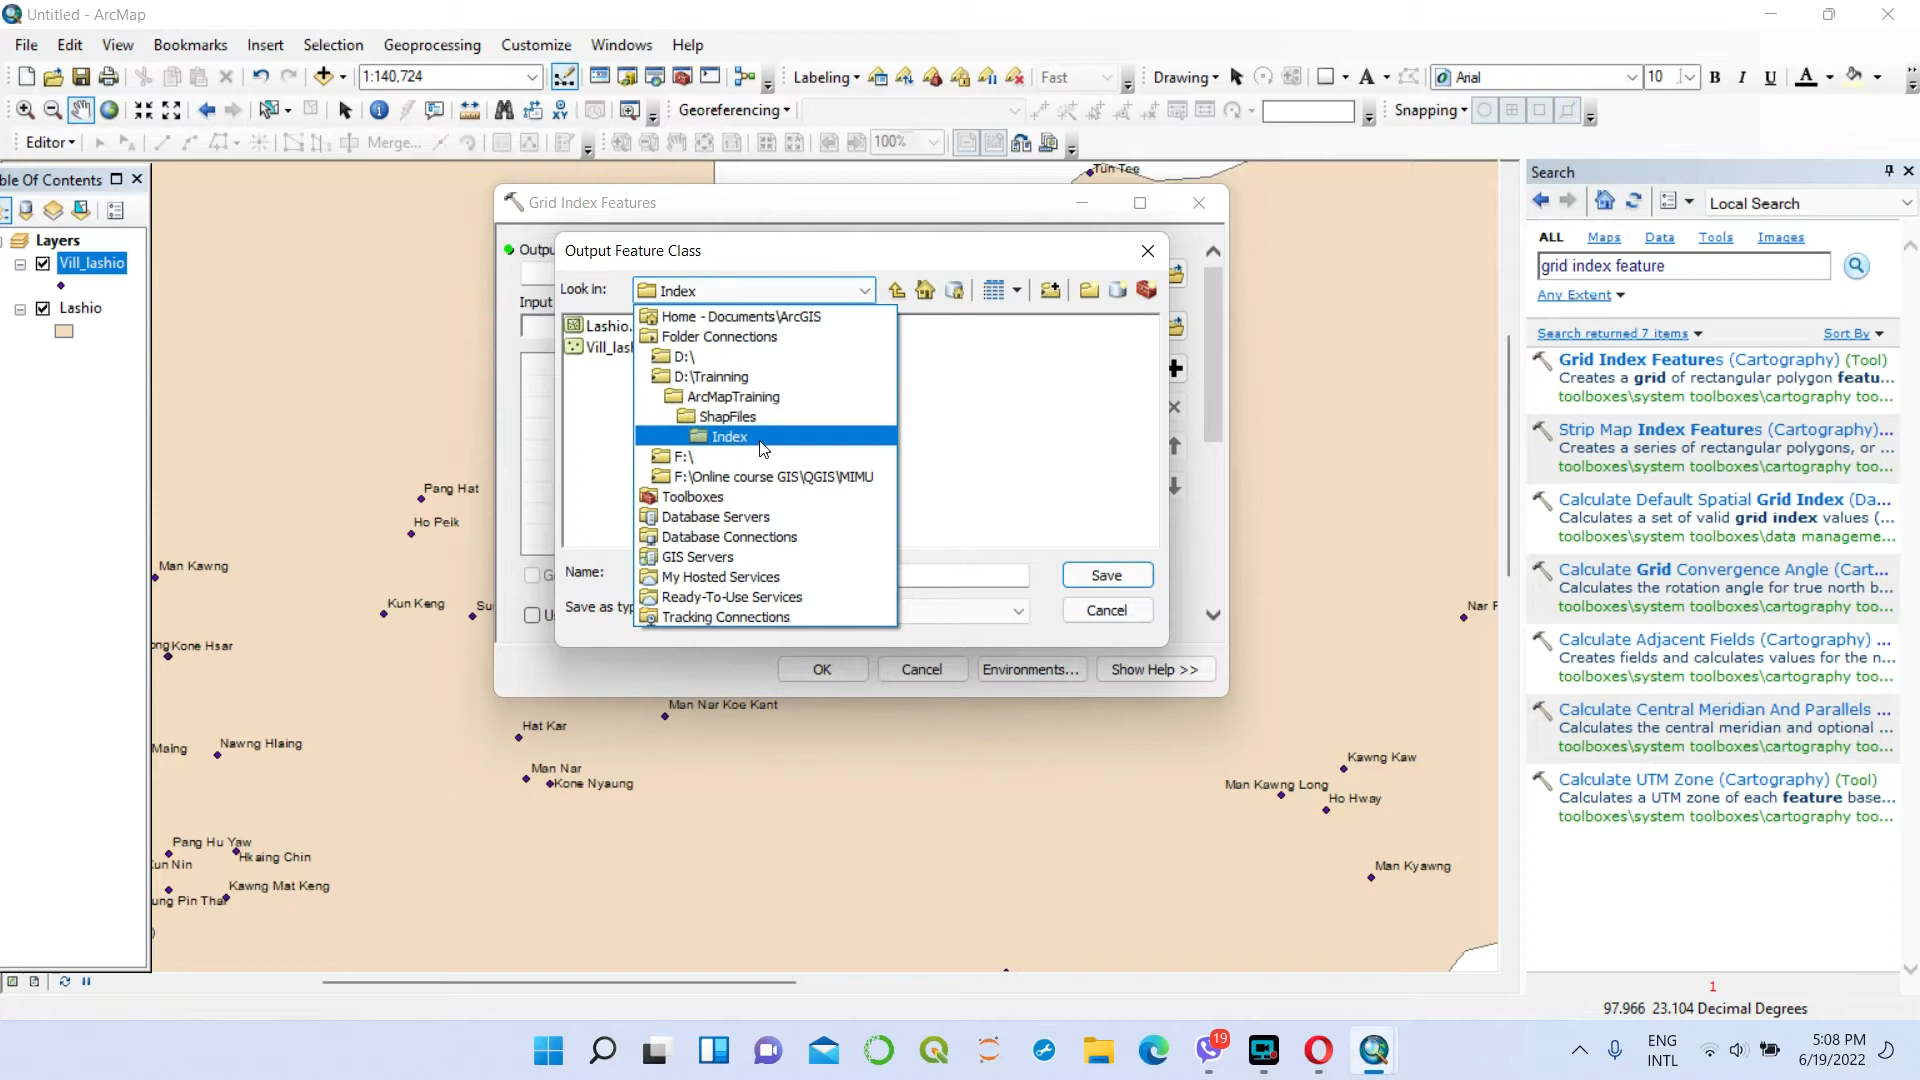 Untitled - ArcMap
File Edit View Bookmarks Insert Selection Geoprocessing Customize Windows Help
1:140,724 Labeling Fast Drawing Arial 10 B I U A
Georeferencing Snapping
Editor Merge... 100%
ble Of Contents
Layers
Vill_lashio
Lashio
Tun Tee
Pang Hat
Ho Peik
Man Kawng
Kun Keng
Su
ong Kone Hsar
Nar F
Man Nar Koe Kant
Hat Kar
Maing
Nawng Hlaing
Man Nar
Kone Nyaung
Kawng Kaw
Man Kawng Long
Ho Hway
Pang Hu Yaw
Hkaing Chin
un Nin
Man Kyawng
Kawng Mat Keng
ung Pin Thar
Grid Index Features
Outpu
Input
OK Cancel Environments... Show Help >>
Output Feature Class
Look in: Index
Lashio.
Vill_lash
Home - Documents\ArcGIS
Folder Connections
D:\
D:\Trainning
ArcMapTraining
ShapFiles
Index
F:\
F:\Online course GIS\QGIS\MIMU
Toolboxes
Database Servers
Database Connections
GIS Servers
My Hosted Services
Ready-To-Use Services
Tracking Connections
Name:
Save as typ
Save
Cancel
Search
Local Search
ALL Maps Data Tools Images
grid index feature
Any Extent
Search returned 7 items Sort By
Grid Index Features (Cartography) (Tool)
Creates a grid of rectangular polygon featu...
toolboxes\system toolboxes\cartography too...
Strip Map Index Features (Cartography)...
Creates a series of rectangular polygons, or ...
toolboxes\system toolboxes\cartography too...
Calculate Default Spatial Grid Index (Da...
Calculates a set of valid grid index values (...
toolboxes\system toolboxes\data manageme...
Calculate Grid Convergence Angle (Cart...
Calculates the rotation angle for true north b...
toolboxes\system toolboxes\cartography too...
Calculate Adjacent Fields (Cartography) ...
Creates fields and calculates values for the n...
toolboxes\system toolboxes\cartography too...
Calculate Central Meridian And Parallels ...
Calculates the central meridian and optional ...
toolboxes\system toolboxes\cartography too...
Calculate UTM Zone (Cartography) (Tool)
Calculates a UTM zone of each feature base...
toolboxes\system toolboxes\cartography too...
1
97.966 23.104 Decimal Degrees
19
ENG
INTL
5:08 PM
6/19/2022